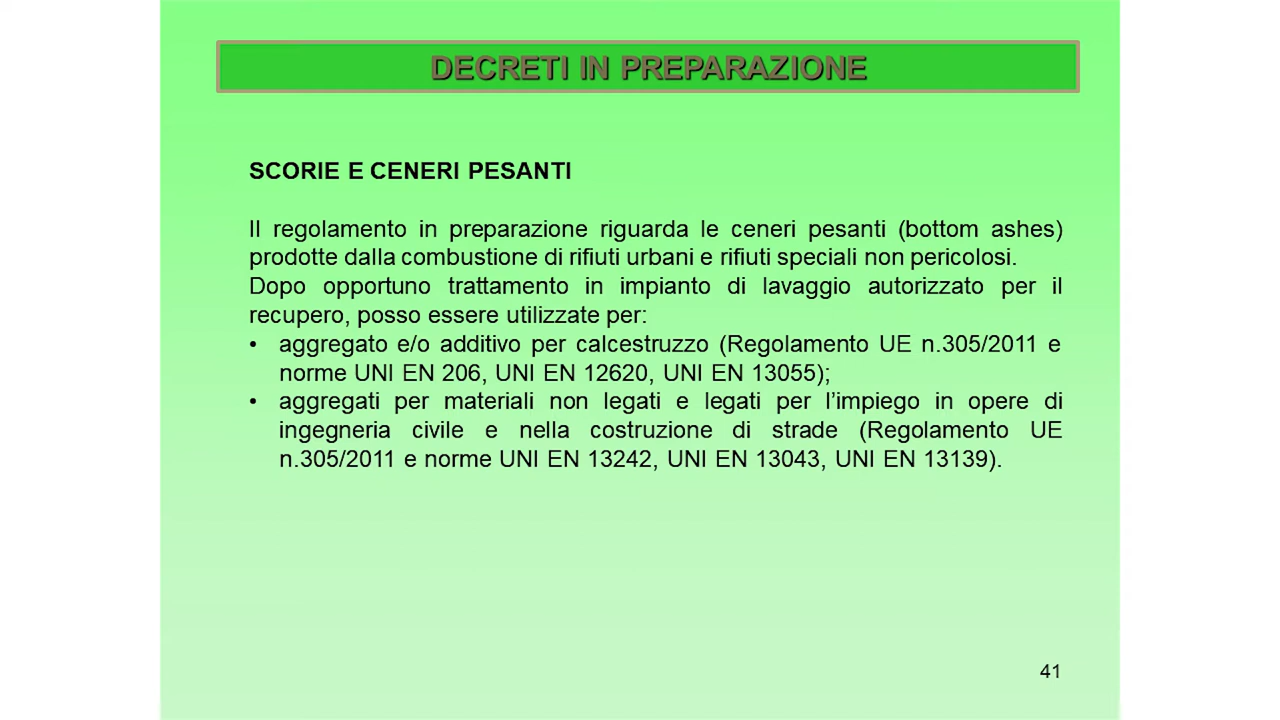 DECRETI IN PREPARAZIONE
SCORIE E CENERI PESANTI
Il regolamento in preparazione riguarda le ceneri pesanti (bottom ashes)
prodotte dalla combustione di rifiuti urbani e rifiuti speciali non pericolosi.
Dopo opportuno trattamento in impianto di lavaggio autorizzato per il
recupero, posso essere utilizzate per:
• aggregato e/o additivo per calcestruzzo (Regolamento UE n.305/2011 e
norme UNI EN 206, UNI EN 12620, UNI EN 13055);
• aggregati per materiali non legati e legati per l’impiego in opere di
ingegneria civile e nella costruzione di strade (Regolamento UE
n.305/2011 e norme UNI EN 13242, UNI EN 13043, UNI EN 13139).
41